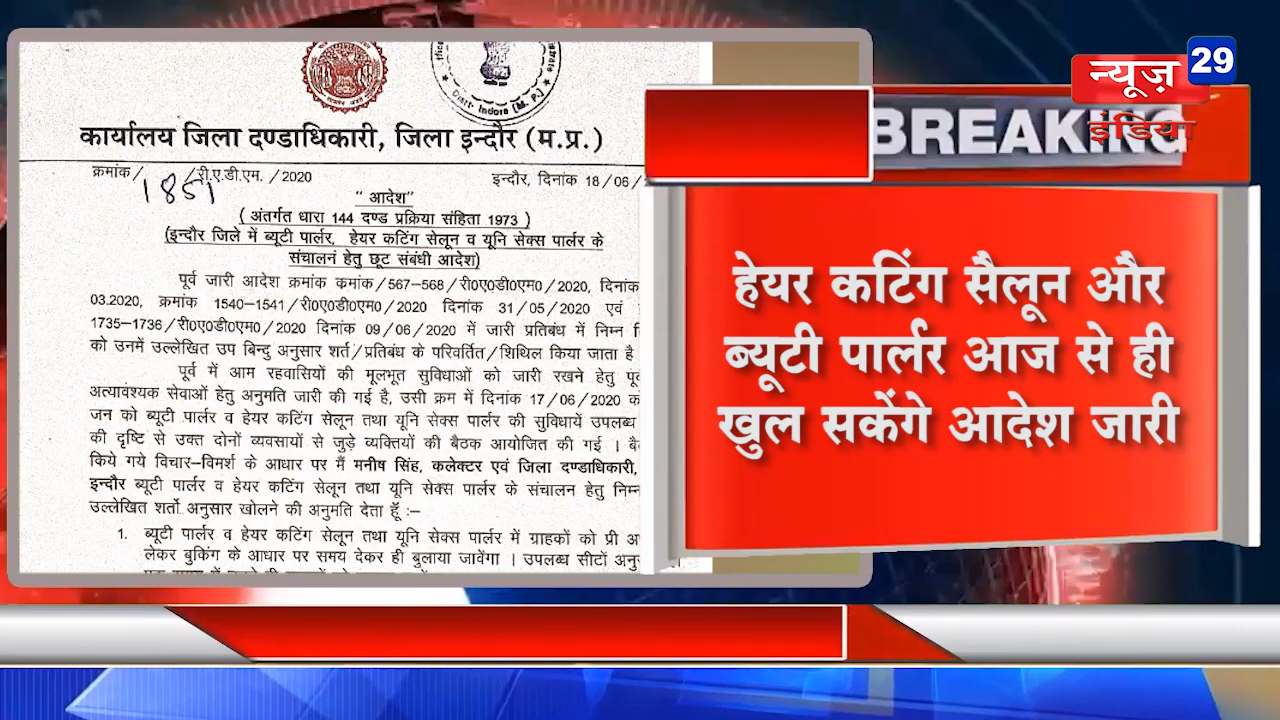 कार्यालय जिला दण्डाधिकारी, जिला इन्दौर (म.प्र.)
क्रमांक/1851/री.ए.डी.एम. /2020
इन्दौर, दिनांक 18/06/
" आदेश"
( अंतर्गत धारा 144 दण्ड प्रक्रिया संहिता 1973 )
(इन्दौर जिले में ब्यूटी पार्लर, हेयर कटिंग सेलून व यूनि सेक्स पार्लर के
संचालन हेतु छूट संबंधी आदेश)
पूर्व जारी आदेश क्रमांक कमांक/567–568/री0ए0डी0एम0/2020, दिनांक
03.2020, क्रमांक 1540–1541/री0ए0डी0एम0/2020 दिनांक 31/05/2020 एवं
1735–1736/री0ए0डी0एम0/2020 दिनांक 09/06/2020 में जारी प्रतिबंध में निम्न
को उनमें उल्लेखित उप बिन्दु अनुसार शर्त/प्रतिबंध के परिवर्तित/शिथिल किया जाता है
पूर्व में आम रहवासियों की मूलभूत सुविधाओं को जारी रखने हेतु
अत्यावंश्यक सेवाओं हेतु अनुमति जारी की गई है, उसी क्रम में दिनांक 17/06/2020
जन को ब्यूटी पार्लर व हेयर कटिंग सेलून तथा यूनि सेक्स पार्लर की सुविधायें उपलब्ध
की दृष्टि से उक्त दोनों व्यवसायों से जुड़े व्यक्तियों की बैठक आयोजित की गई ।
किये गये विचार–विमर्श के आधार पर मैं मनीष सिंह, कलेक्टर एवं जिला दण्डाधिकारी,
इन्दौर ब्यूटी पार्लर व हेयर कटिंग सेलून तथा यूनि सेक्स पार्लर के संचालन हेतु
उल्लेखित शर्तो अनुसार खोलने की अनुमति देता हूँ :–
1. ब्यूटी पार्लर व हेयर कटिंग सेलून तथा यूनि सेक्स पार्लर में ग्राहकों को प्री
लेकर बुकिंग के आधार पर समय देकर ही बुलाया जावेंगा । उपलब्ध सीटों
BREAKING
न्यूज़ 29
इंडिया
हेयर कटिंग सैलून और
ब्यूटी पार्लर आज से ही
खुल सकेंगे आदेश जारी